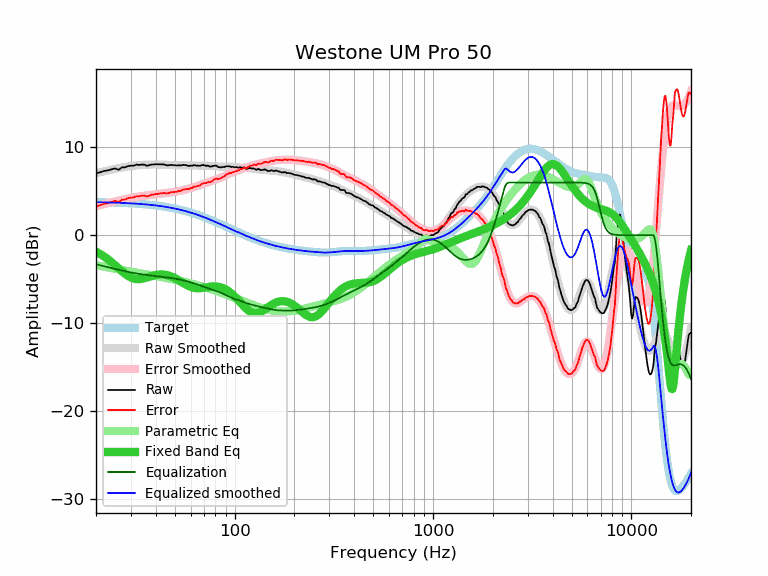 Westone UM Pro 50
Amplitude (dBr)
10
0
−10
−20
−30
Target
Raw Smoothed
Error Smoothed
Raw
Error
Parametric Eq
Fixed Band Eq
Equalization
Equalized smoothed
100
1000
10000
Frequency (Hz)